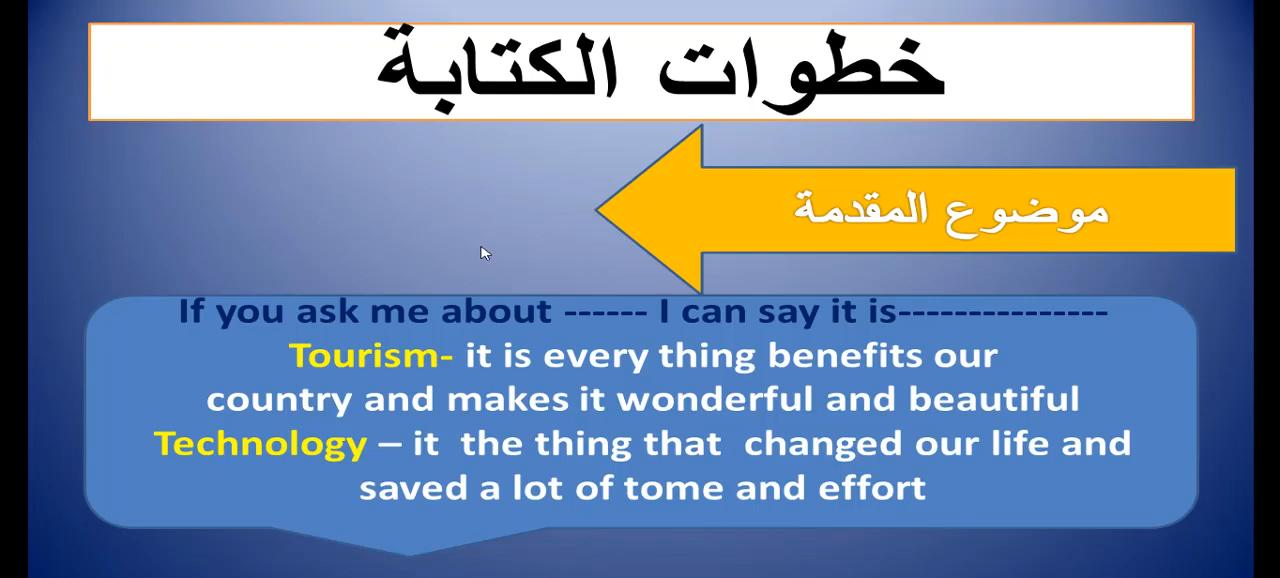 خطوات الكتابة
موضوع المقدمة
If you ask me about ------ I can say it is---------------
Tourism- it is every thing benefits our
country and makes it wonderful and beautiful
Technology – it the thing that changed our life and
saved a lot of tome and effort